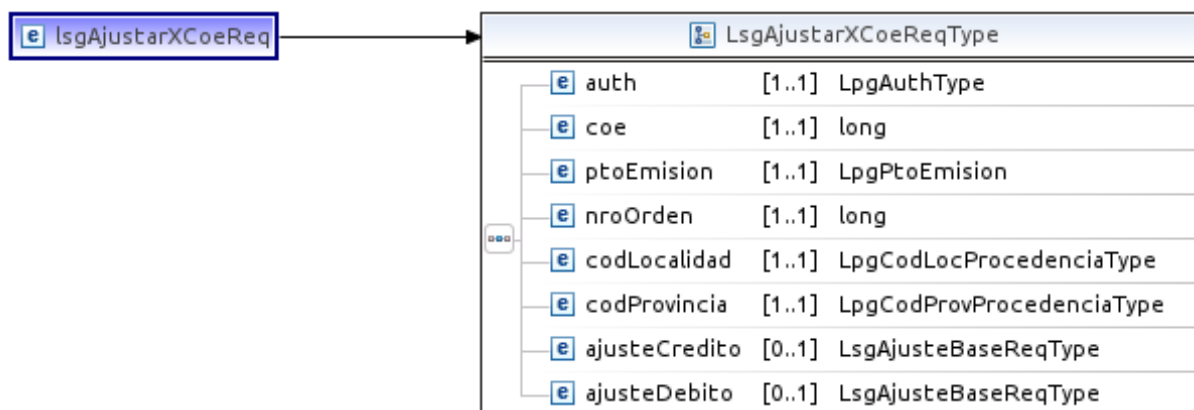 lsgAjustarXCoeReq
LsgAjustarXCoeReqType
auth [1..1] LpgAuthType
coe [1..1] long
ptoEmision [1..1] LpgPtoEmision
nroOrden [1..1] long
codLocalidad [1..1] LpgCodLocProcedenciaType
codProvincia [1..1] LpgCodProvProcedenciaType
ajusteCredito [0..1] LsgAjusteBaseReqType
ajusteDebito [0..1] LsgAjusteBaseReqType